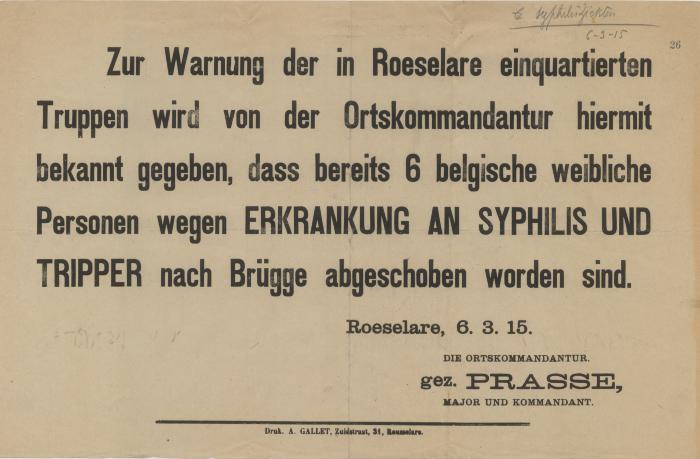 6-3-15
26
Zur Warnung der in Roeselare einquartierten
Truppen wird von der Ortskommandantur hiermit
bekannt gegeben, dass bereits 6 belgische weibliche
Personen wegen ERKRANKUNG AN SYPHILIS UND
TRIPPER nach Brügge abgeschoben worden sind.
Roeselare, 6. 3. 15.
DIE ORTSKOMMANDANTUR.
gez. PRASSE,
MAJOR UND KOMMANDANT.
Druk. A. GALLET, Zuidstraat, 31, Rousselare.